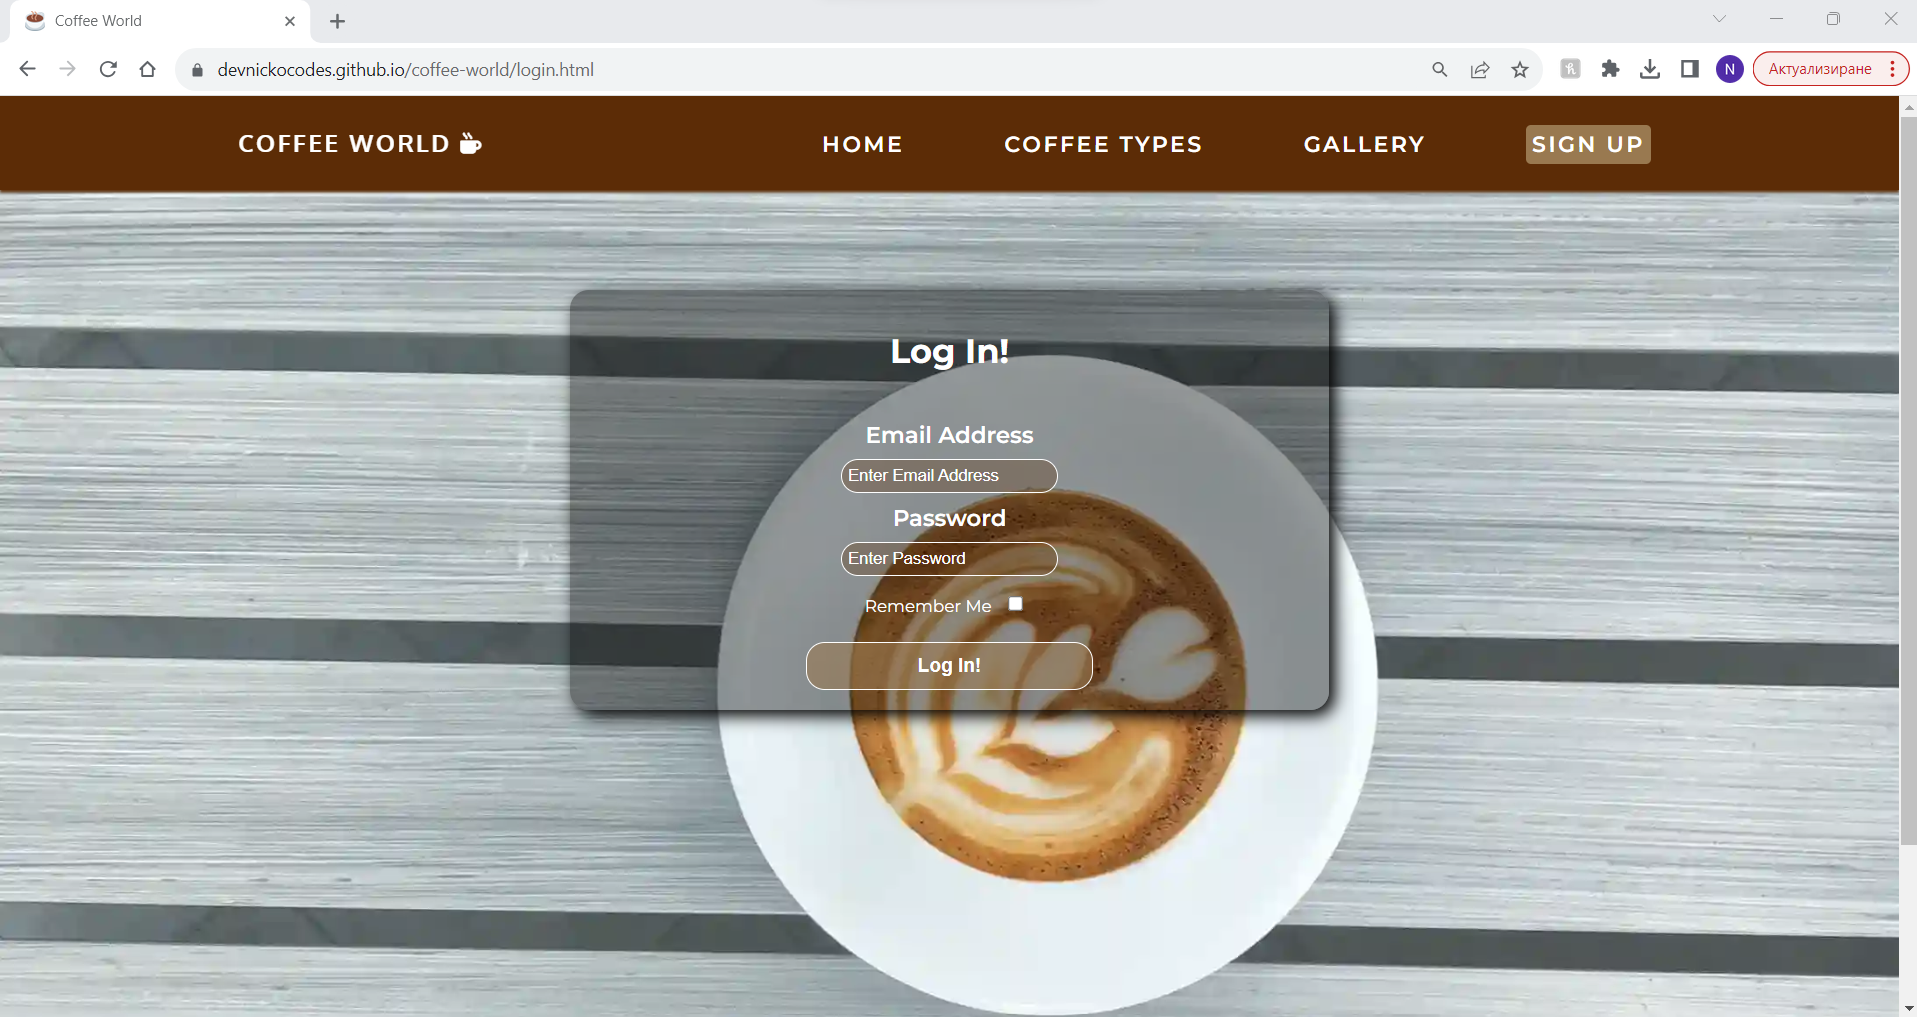 Coffee World
devnickocodes.github.io/coffee-world/login.html
N
Актуализиране
COFFEE WORLD
HOME
COFFEE TYPES
GALLERY
SIGN UP
Log In!
Email Address
Enter Email Address
Password
Enter Password
Remember Me
Log In!